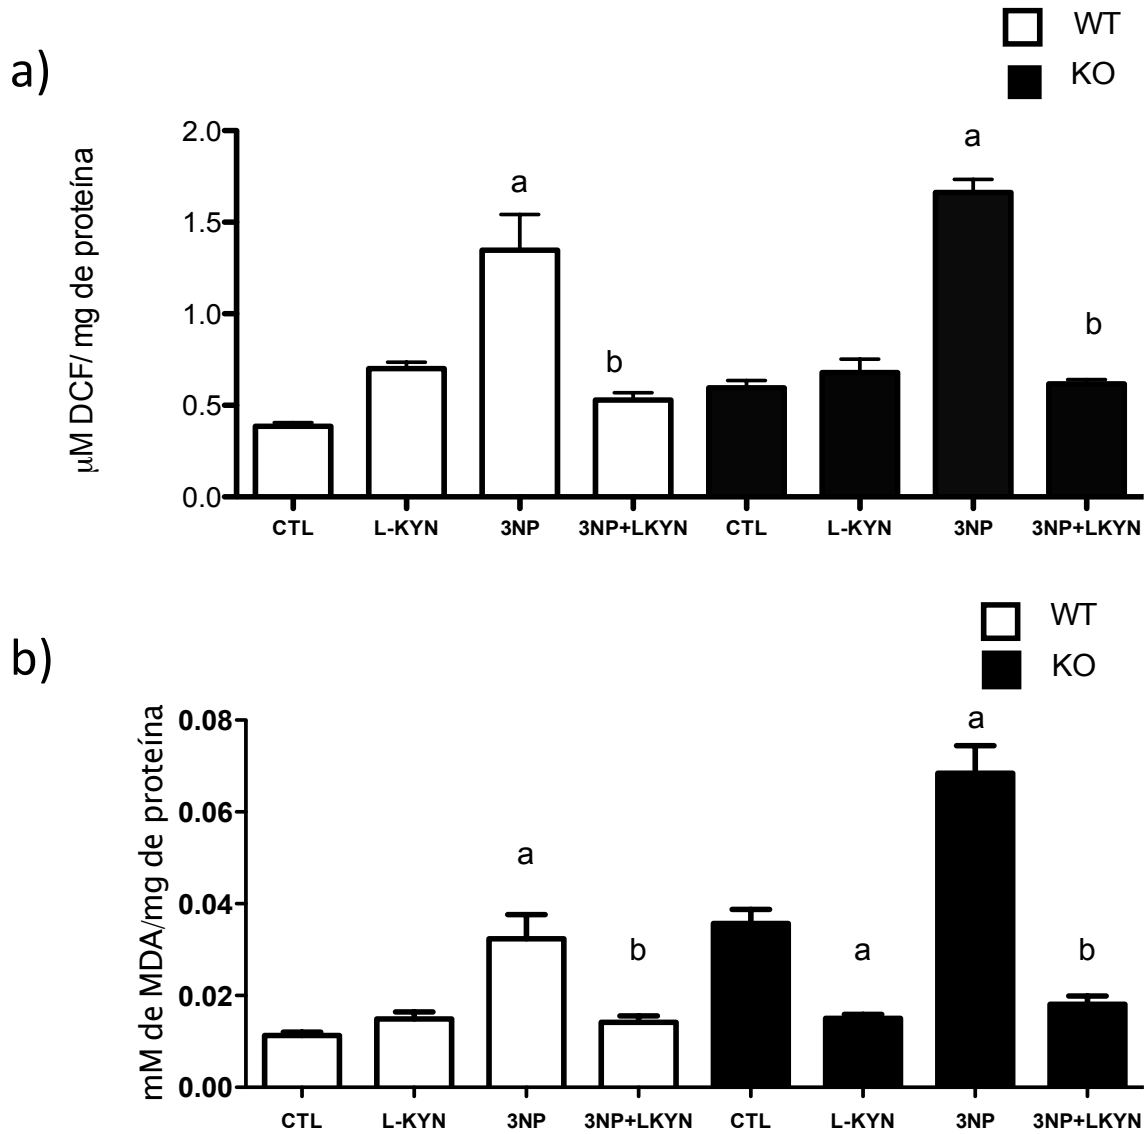 WT
KO
a)
μM DCF/ mg de proteína
2.0
1.5
1.0
0.5
0.0
a
b
a
b
CTL L-KYN 3NP 3NP+LKYN CTL L-KYN 3NP 3NP+LKYN
WT
KO
b)
mM de MDA/mg de proteína
0.08
0.06
0.04
0.02
0.00
a
b
a
a
b
CTL L-KYN 3NP 3NP+LKYN CTL L-KYN 3NP 3NP+LKYN